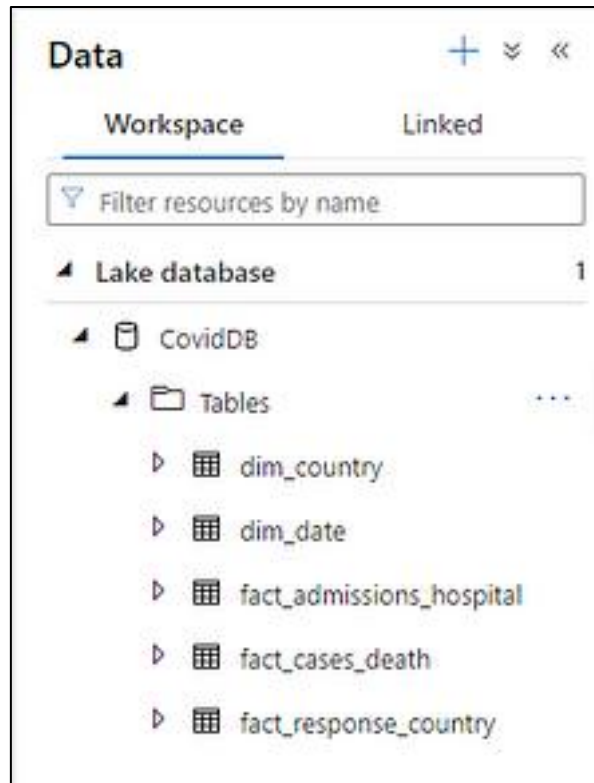 Data
Workspace Linked
Filter resources by name
Lake database 1
CovidDB
Tables ...
dim_country
dim_date
fact_admissions_hospital
fact_cases_death
fact_response_country